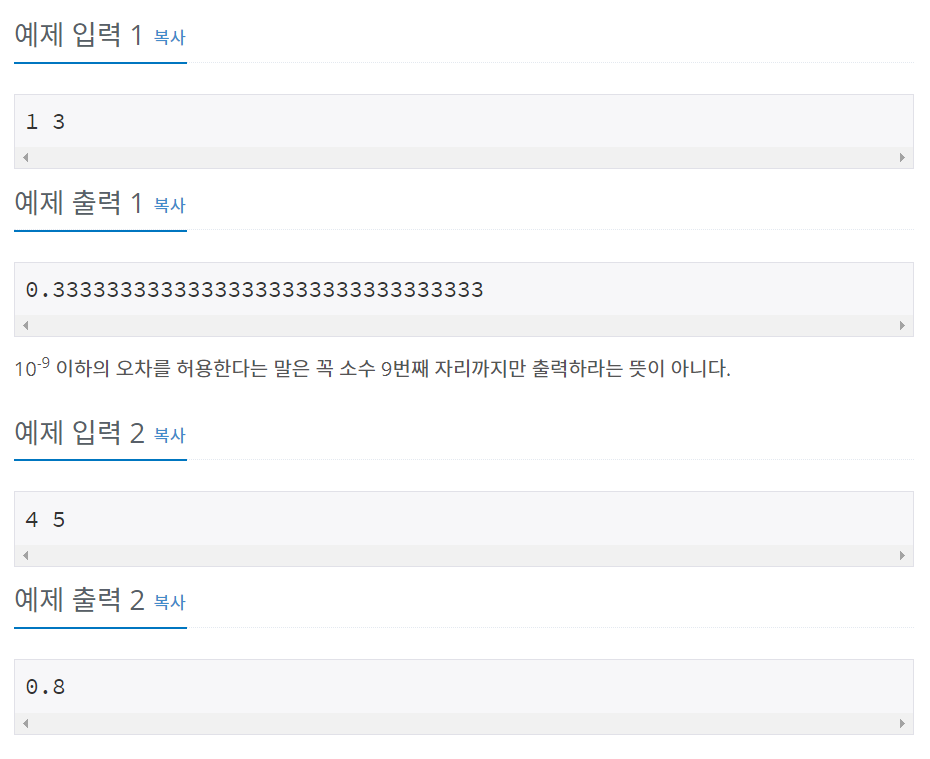 예제 입력 1 복사
1 3
예제 출력 1 복사
0.33333333333333333333333333333333
10-9 이하의 오차를 허용한다는 말은 꼭 소수 9번째 자리까지만 출력하라는 뜻이 아니다.
예제 입력 2 복사
4 5
예제 출력 2 복사
0.8